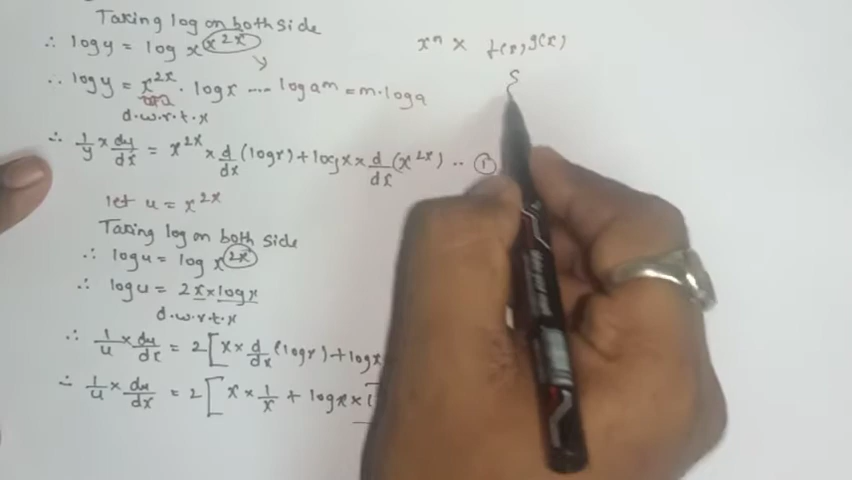 Taking log on both side
∴ log y = log x^x^2x
∴ log y = x^2x · log x ---- log a^m = m·log a
d·w·r·t·x
∴ 1/y × dy/dx = x^2x × d/dx (log x) + log x × d/dx (x^2x) ·· ①
let u = x^2x
Taking log on both side
∴ log u = log x^2x
∴ log u = 2x × log x
d·w·r·t·x
∴ 1/u × du/dx = 2[x × d/dx (log x) + log x
∴ 1/u × du/dx = 2[x × 1/x + log x ×
x^n × f(x)^g(x)